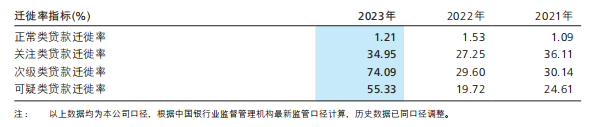 迁徙率指标(%) 2023年 2022年 2021年
正常类贷款迁徙率 1.21 1.53 1.09
关注类贷款迁徙率 34.95 27.25 36.11
次级类贷款迁徙率 74.09 29.60 30.14
可疑类贷款迁徙率 55.33 19.72 24.61
注： 以上数据均为本公司口径，根据中国银行业监督管理机构最新监管口径计算，历史数据已同口径调整。